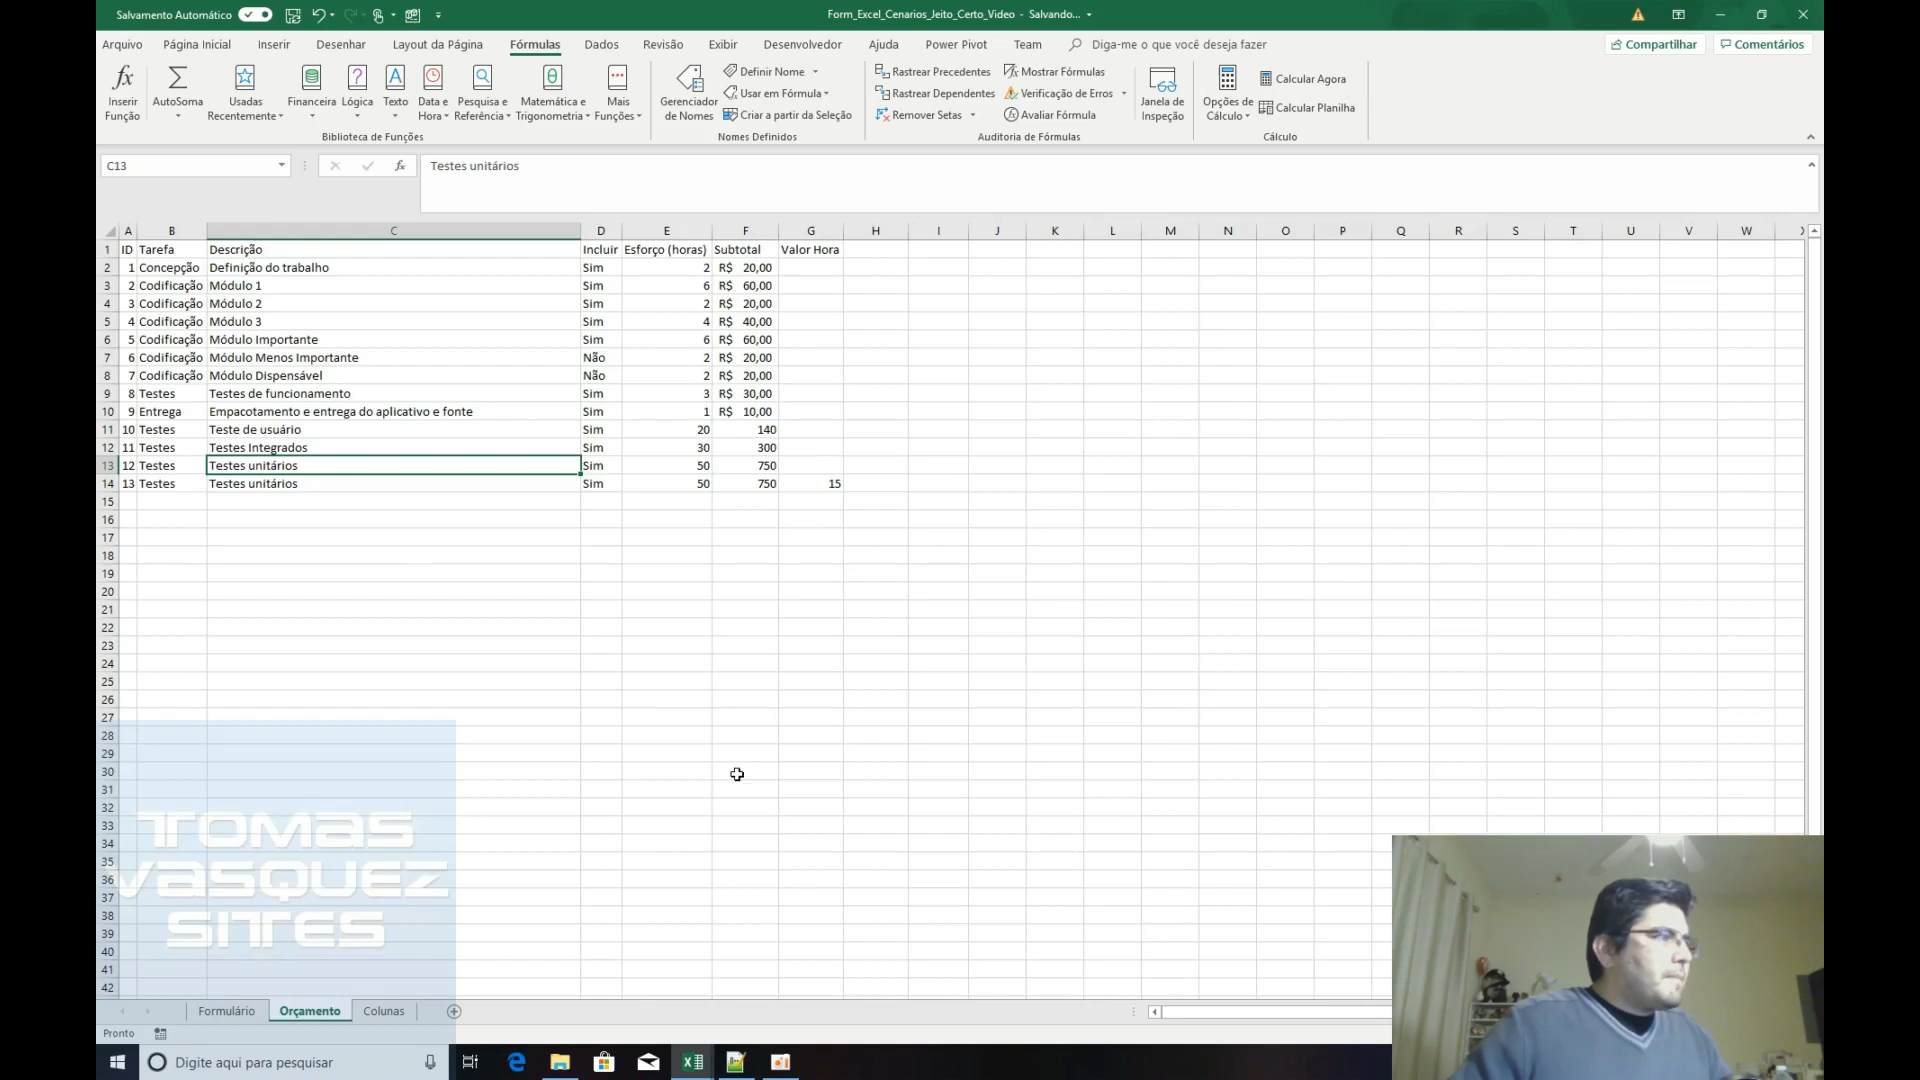 Salvamento Automático
Form_Excel_Cenarios_Jeito_Certo_Video - Salvando...
Arquivo Página Inicial Inserir Desenhar Layout da Página Fórmulas Dados Revisão Exibir Desenvolvedor Ajuda Power Pivot Team Diga-me o que você deseja fazer Compartilhar Comentários
Inserir Função
AutoSoma
Usadas Recentemente
Financeira
Lógica
Texto
Data e Hora
Pesquisa e Referência
Matemática e Trigonometria
Mais Funções
Biblioteca de Funções
Gerenciador de Nomes
Definir Nome
Usar em Fórmula
Criar a partir da Seleção
Nomes Definidos
Rastrear Precedentes
Rastrear Dependentes
Remover Setas
Mostrar Fórmulas
Verificação de Erros
Avaliar Fórmula
Auditoria de Fórmulas
Janela de Inspeção
Opções de Cálculo
Calcular Agora
Calcular Planilha
Cálculo
C13 fx Testes unitários
A B C D E F G H I J K L M N O P Q R S T U V W
1 ID Tarefa Descrição Incluir Esforço (horas) Subtotal Valor Hora
2 1 Concepção Definição do trabalho Sim 2 R$ 20,00
3 2 Codificação Módulo 1 Sim 6 R$ 60,00
4 3 Codificação Módulo 2 Sim 2 R$ 20,00
5 4 Codificação Módulo 3 Sim 4 R$ 40,00
6 5 Codificação Módulo Importante Sim 6 R$ 60,00
7 6 Codificação Módulo Menos Importante Não 2 R$ 20,00
8 7 Codificação Módulo Dispensável Não 2 R$ 20,00
9 8 Testes Testes de funcionamento Sim 3 R$ 30,00
10 9 Entrega Empacotamento e entrega do aplicativo e fonte Sim 1 R$ 10,00
11 10 Testes Teste de usuário Sim 20 140
12 11 Testes Testes Integrados Sim 30 300
13 12 Testes Testes unitários Sim 50 750
14 13 Testes Testes unitários Sim 50 750 15
15
16
17
18
19
20
21
22
23
24
25
26
27
28
29
30
31
32
33
34
35
36
37
38
39
40
41
42
TOMAS
VASQUEZ
SITES
Formulário Orçamento Colunas
Pronto
Digite aqui para pesquisar